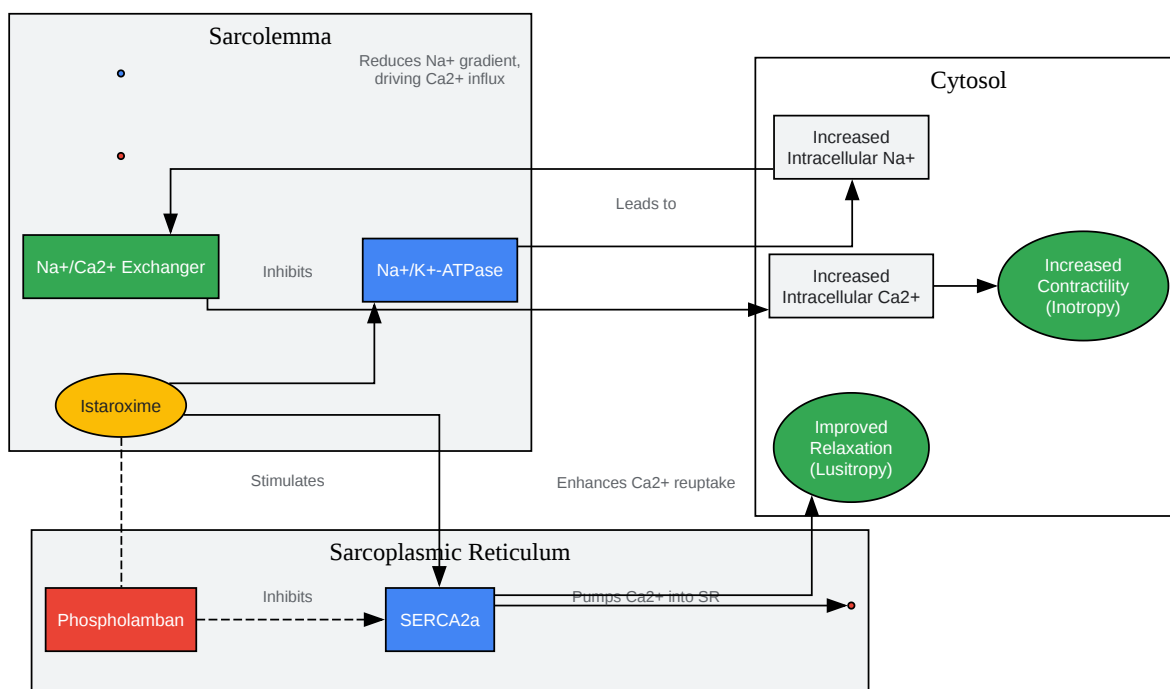 Sarcolemma
Reduces Na+ gradient,
driving Ca2+ influx
Cytosol
Increased
Intracellular Na+
Leads to
Na+/Ca2+ Exchanger
Inhibits
Na+/K+-ATPase
Increased
Intracellular Ca2+
Increased
Contractility
(Inotropy)
Istaroxime
Improved
Relaxation
(Lusitropy)
Stimulates
Enhances Ca2+ reuptake
Sarcoplasmic Reticulum
Phospholamban
Inhibits
SERCA2a
Pumps Ca2+ into SR